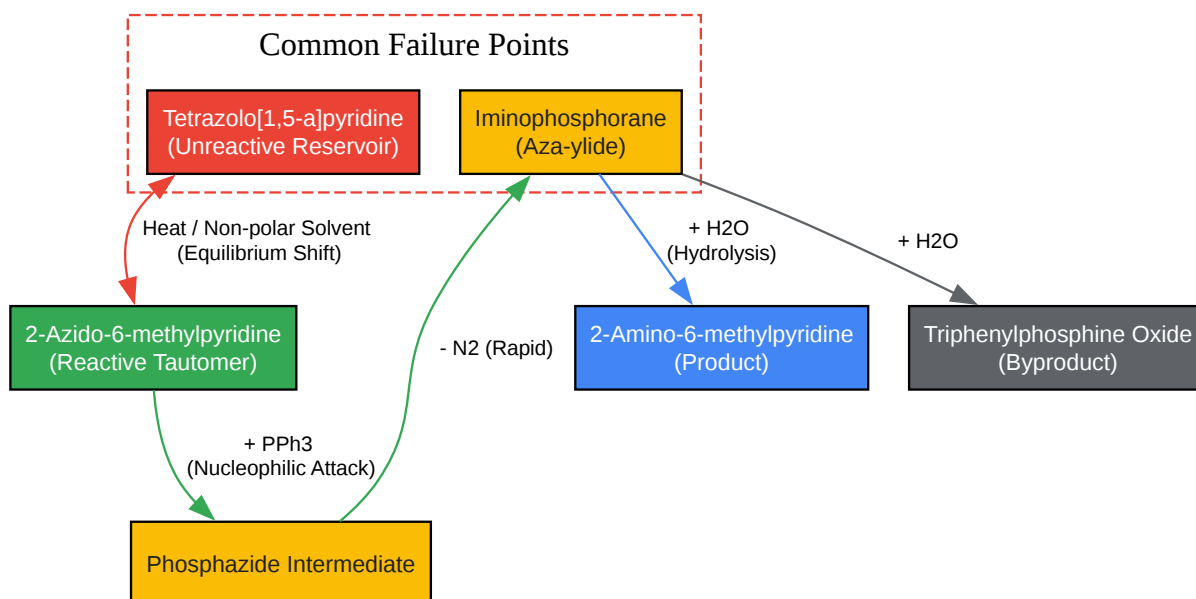 Common Failure Points
Tetrazolo[1,5-a]pyridine
(Unreactive Reservoir)
Iminophosphorane
(Aza-ylide)
Heat / Non-polar Solvent
(Equilibrium Shift)
+ H2O
(Hydrolysis)
+ H2O
2-Azido-6-methylpyridine
(Reactive Tautomer)
- N2 (Rapid)
2-Amino-6-methylpyridine
(Product)
Triphenylphosphine Oxide
(Byproduct)
+ PPh3
(Nucleophilic Attack)
Phosphazide Intermediate